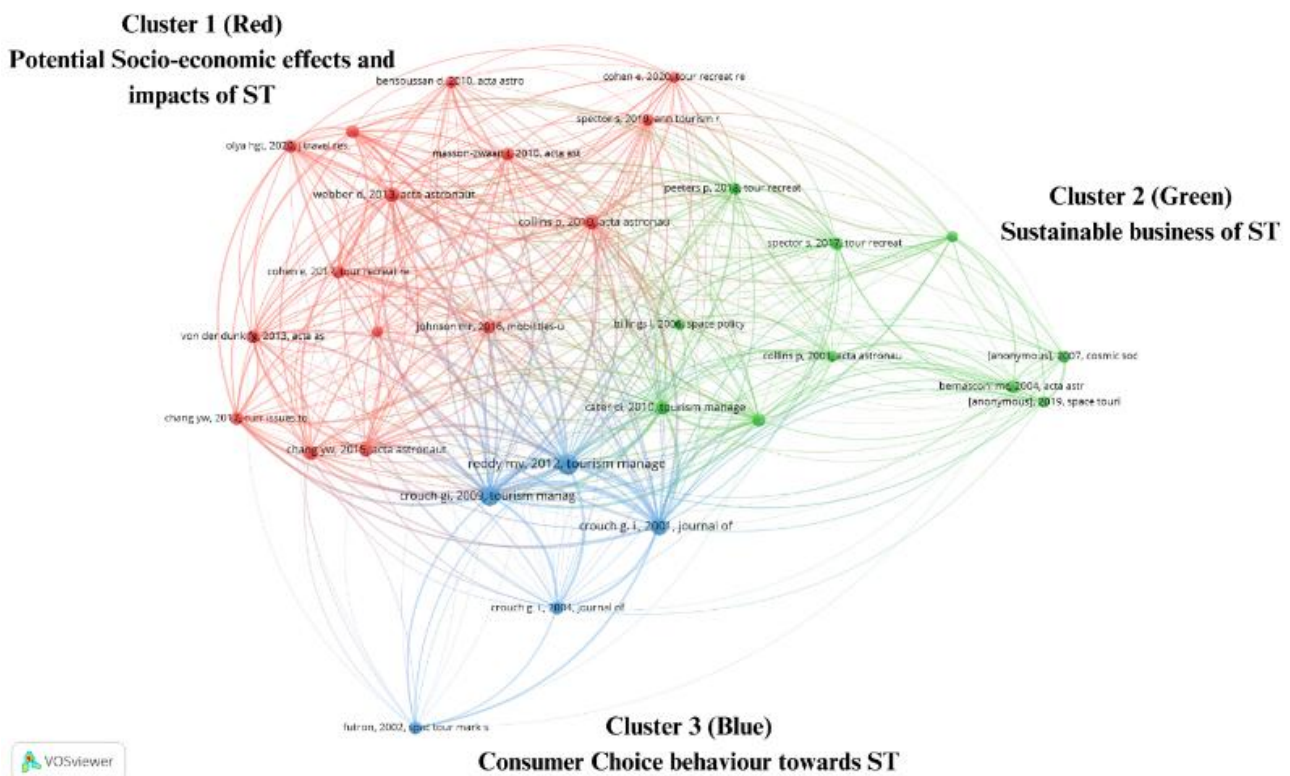 Cluster 1 (Red)
Potential Socio-economic effects and
impacts of ST
bensoussan d, 2010, acta astro
cohen e, 2020, tour recreat re
spector s, 2019, ann tourism r
olya hgt, 2020, j travel res
masson-zwaan t, 2010, acta ast
webber d, 2013, acta astronaut
peeters p, 2018, tour recreat
Cluster 2 (Green)
Sustainable business of ST
collins p, 2010, acta astronau
spector s, 2017, tour recreat
cohen e, 2017, tour recreat re
von der dunk fg, 2013, acta as
johnson mr, 2016, mobilities-u
billings l, 2006, space policy
collins p, 2001, acta astronau
[anonymous], 2007, cosmic soc
bernasconi mc, 2004, acta astr
[anonymous], 2019, space touri
chang yw, 2017, curr issues to
cater ci, 2010, tourism manage
chang yw, 2015, acta astronaut
reddy mv, 2012, tourism manage
crouch gi, 2009, tourism manag
crouch g. i., 2001, journal of
crouch g. i., 2004, journal of
futron, 2002, spac tour mark s
Cluster 3 (Blue)
Consumer Choice behaviour towards ST
VOSviewer